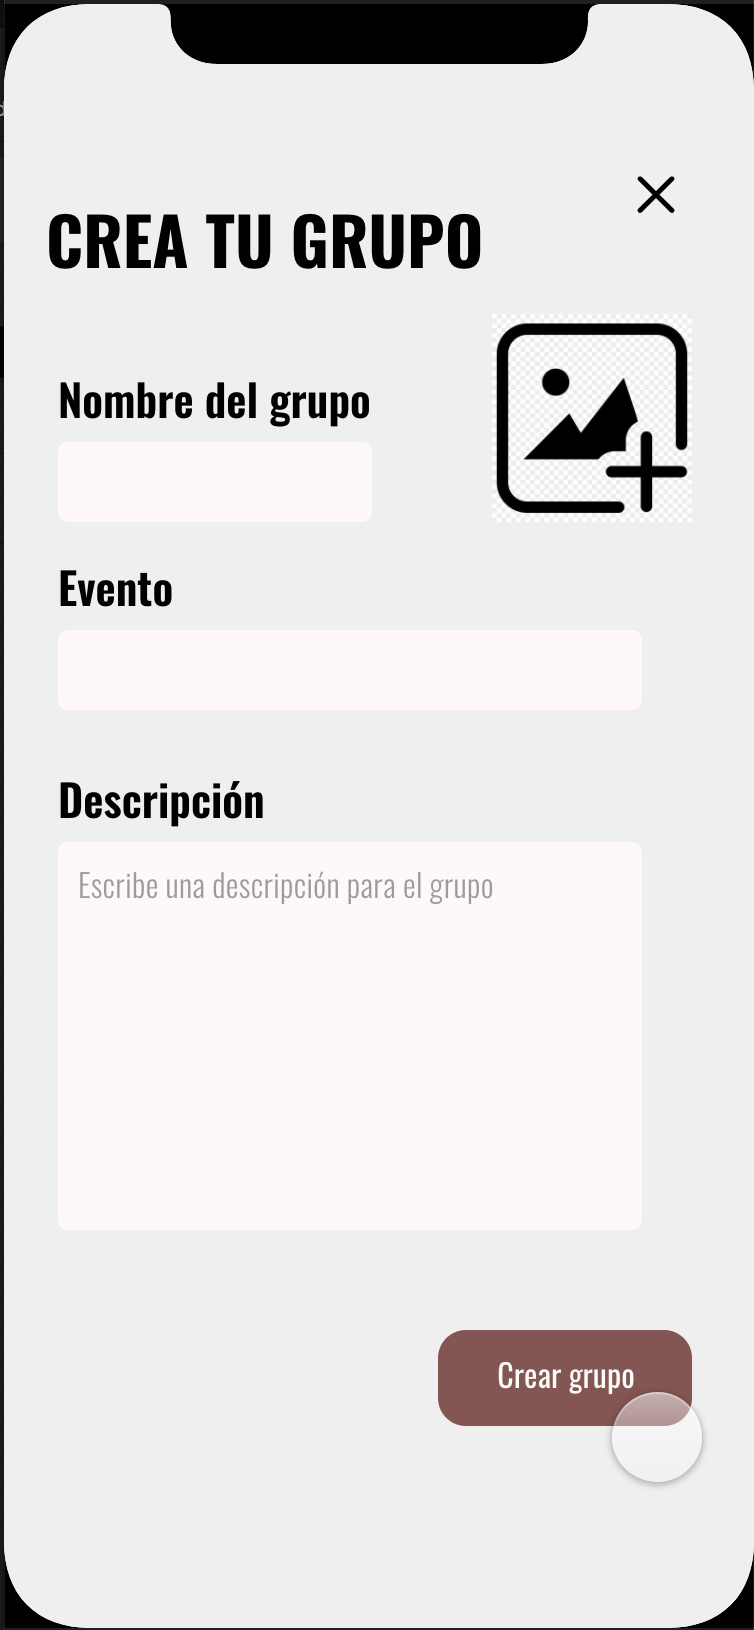 CREA TU GRUPO
Nombre del grupo
Evento
Descripción
Escribe una descripción para el grupo
Crear grupo